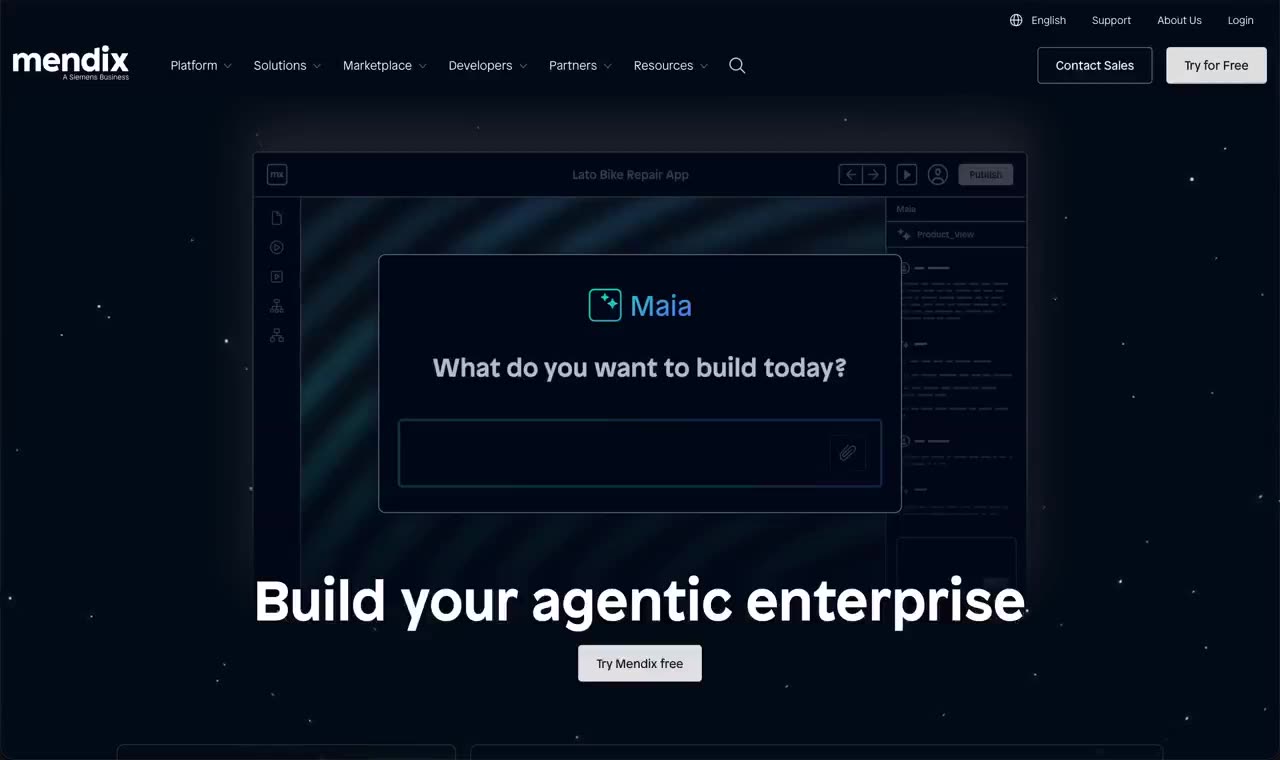 English Support About Us Login
mendix
A Siemens Business
Platform Solutions Marketplace Developers Partners Resources
Contact Sales
Try for Free
mx
Lato Bike Repair App
Publish
Maia
Product_View
Maia
What do you want to build today?
Build your agentic enterprise
Try Mendix free